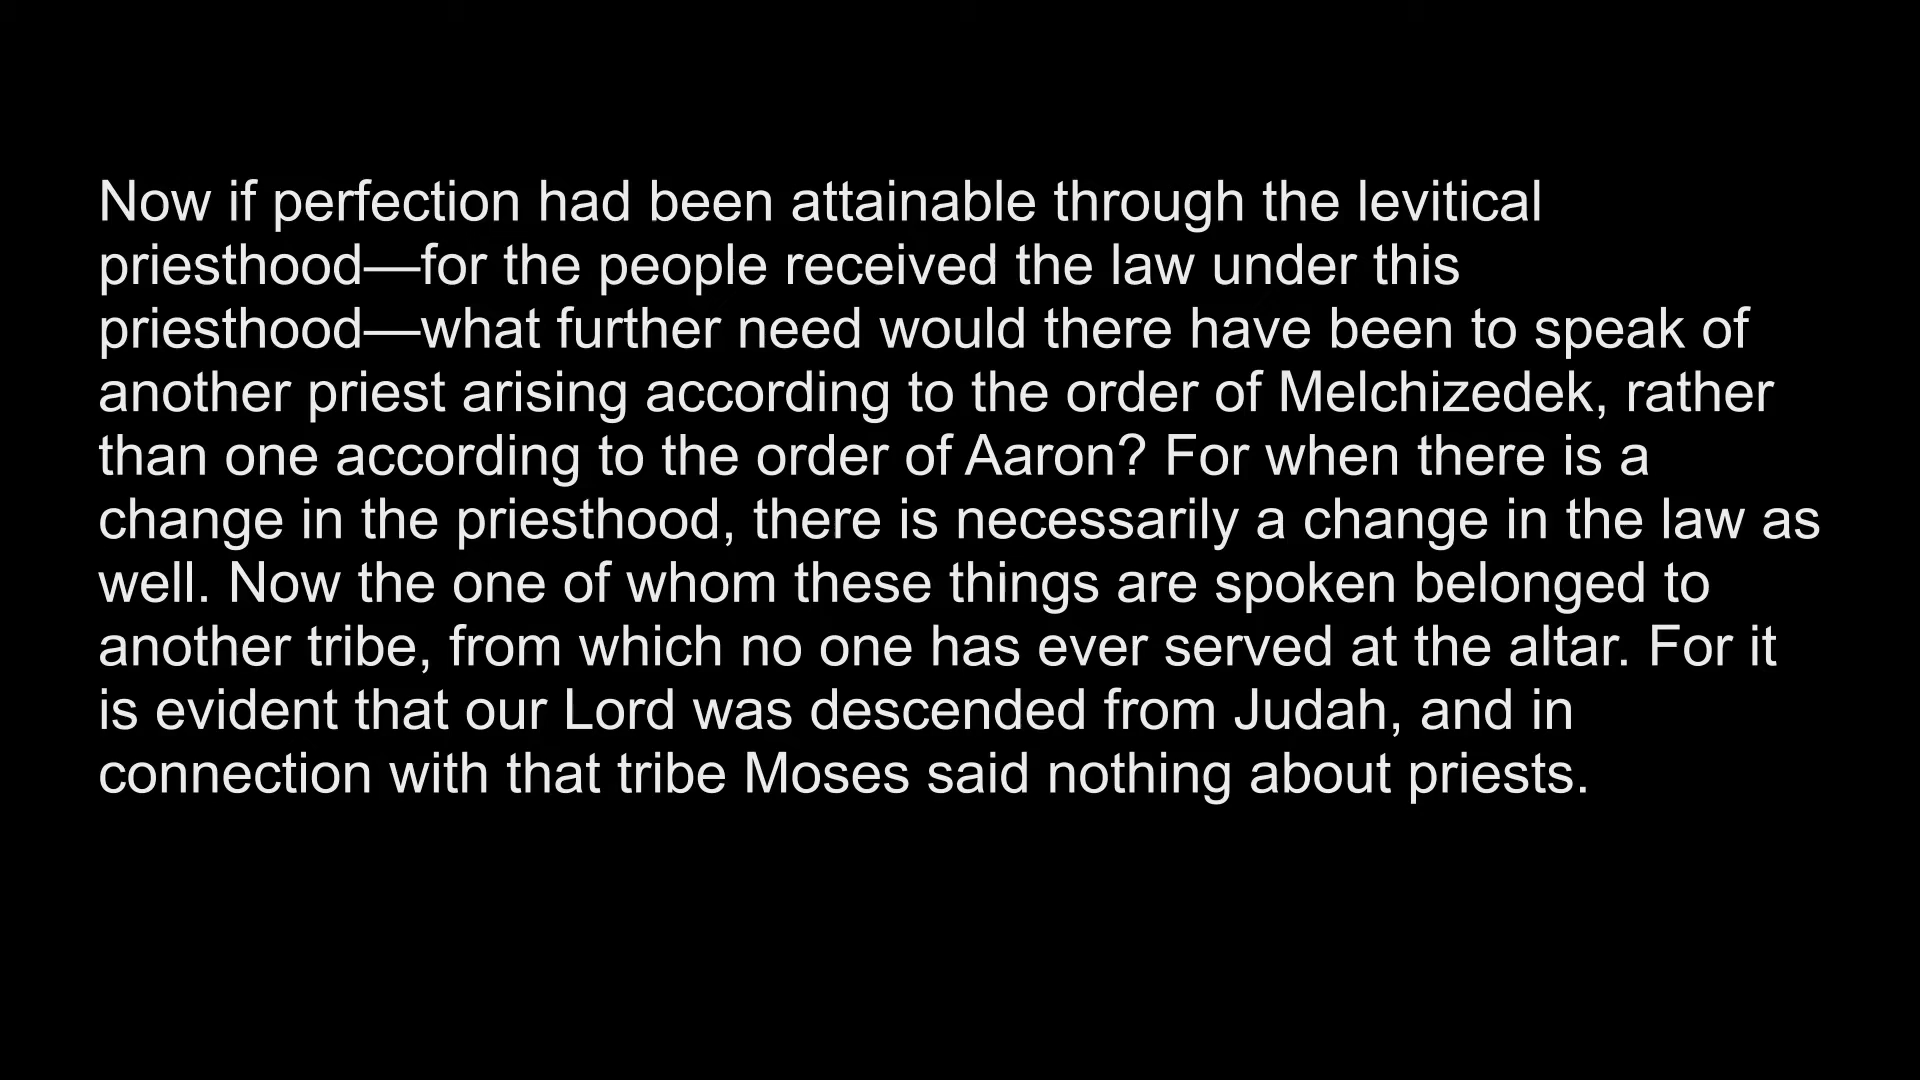 Now if perfection had been attainable through the levitical
priesthood—for the people received the law under this
priesthood—what further need would there have been to speak of
another priest arising according to the order of Melchizedek, rather
than one according to the order of Aaron? For when there is a
change in the priesthood, there is necessarily a change in the law as
well. Now the one of whom these things are spoken belonged to
another tribe, from which no one has ever served at the altar. For it
is evident that our Lord was descended from Judah, and in
connection with that tribe Moses said nothing about priests.